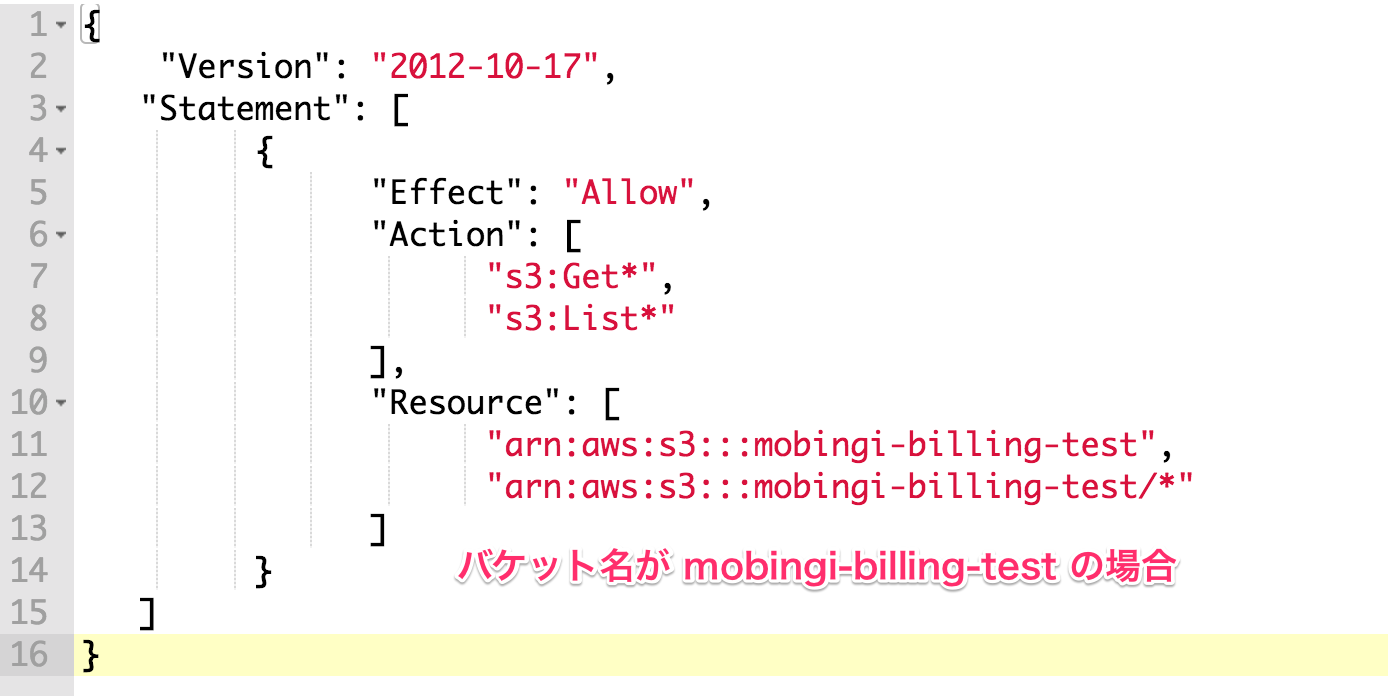 1 {
2 "Version": "2012-10-17",
3 "Statement": [
4 {
5 "Effect": "Allow",
6 "Action": [
7 "s3:Get*",
8 "s3:List*"
9 ],
10 "Resource": [
11 "arn:aws:s3:::mobingi-billing-test",
12 "arn:aws:s3:::mobingi-billing-test/*"
13 ]
バケット名が mobingi-billing-test の場合
14 }
15 ]
16 }